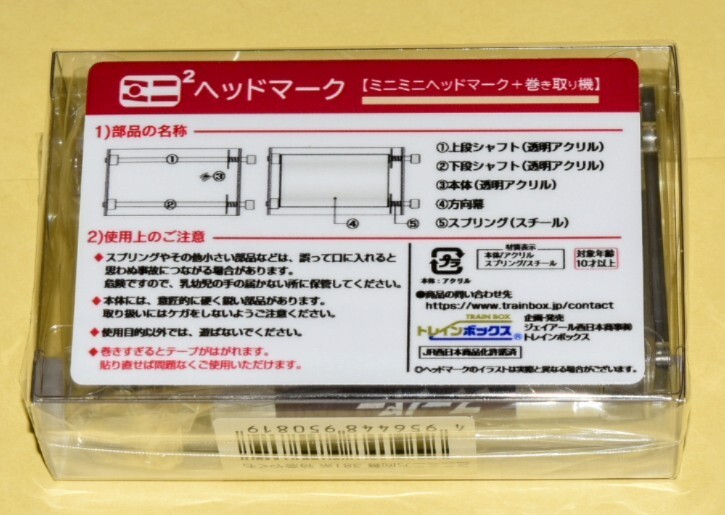 2ヘッドマーク 【ミニミニヘッドマーク+巻き取り機】
1)部品の名称
① ② ③
④ ⑤
①上段シャフト(透明アクリル)
②下段シャフト(透明アクリル)
③本体(透明アクリル)
④方向幕
⑤スプリング(スチール)
2)使用上のご注意
◆スプリングやその他小さい部品などは、誤って口に入れると
思わぬ事故につながる場合があります。
危険ですので、乳幼児の手の届かない所に保管してください。
◆本体には、意匠的に硬く鋭い部品があります。
取り扱いにはケガをしないようご注意ください。
◆使用目的以外では、遊ばないでください。
◆巻きすぎるとテープがはがれます。
貼り直せば問題なくご使用いただけます。
プラ
本体:アクリル
材質表示
本体/アクリル
スプリング/スチール
対象年齢
10才以上
●商品の問い合わせ先
https://www.trainbox.jp/contact
TRAIN BOX
トレインボックス®
企画・発売
ジェイアール西日本商事㈱
トレインボックス
JR西日本商品化許諾済
◎ヘッドマークのイラストは実際と異なる場合がございます。
4 956448 950819